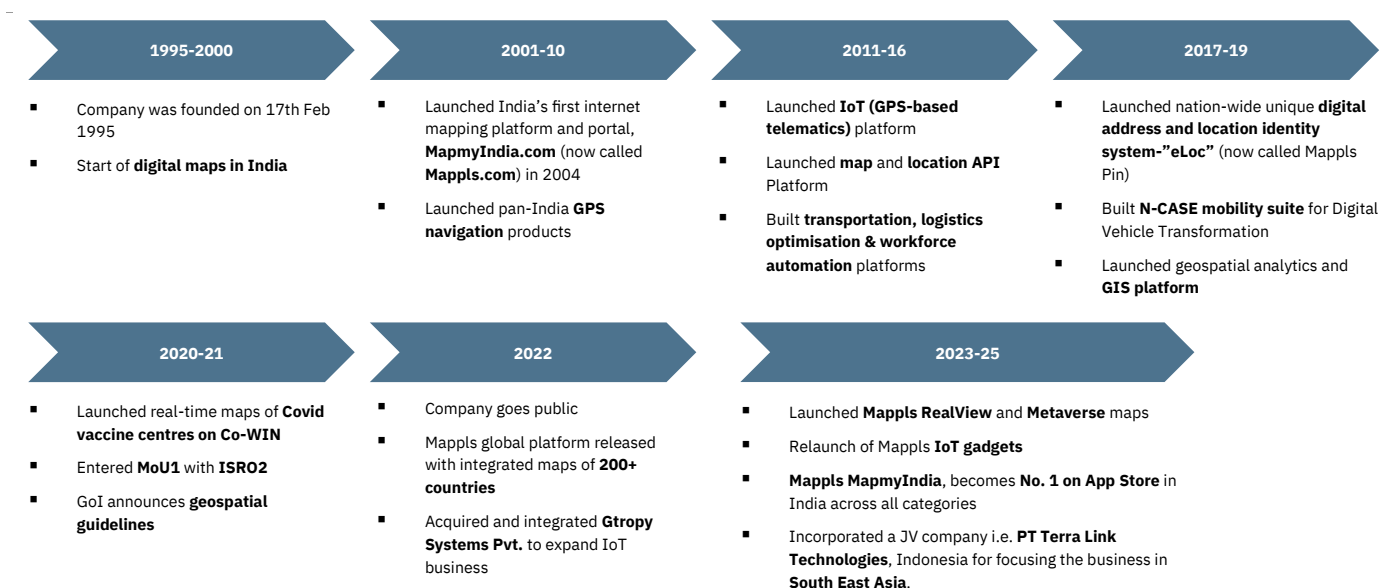 1995-2000
Company was founded on 17th Feb
1995
Start of digital maps in India
2001-10
Launched India’s first internet
mapping platform and portal,
MapmyIndia.com (now called
Mappls.com) in 2004
Launched pan-India GPS
navigation products
2011-16
Launched IoT (GPS-based
telematics) platform
Launched map and location API
Platform
Built transportation, logistics
optimisation & workforce
automation platforms
2017-19
Launched nation-wide unique digital
address and location identity
system-”eLoc” (now called Mappls
Pin)
Built N-CASE mobility suite for Digital
Vehicle Transformation
Launched geospatial analytics and
GIS platform
2020-21
Launched real-time maps of Covid
vaccine centres on Co-WIN
Entered MoU1 with ISRO2
GoI announces geospatial
guidelines
2022
Company goes public
Mappls global platform released
with integrated maps of 200+
countries
Acquired and integrated Gtropy
Systems Pvt. to expand IoT
business
2023-25
Launched Mappls RealView and Metaverse maps
Relaunch of Mappls IoT gadgets
Mappls MapmyIndia, becomes No. 1 on App Store in
India across all categories
Incorporated a JV company i.e. PT Terra Link
Technologies, Indonesia for focusing the business in
South East Asia.